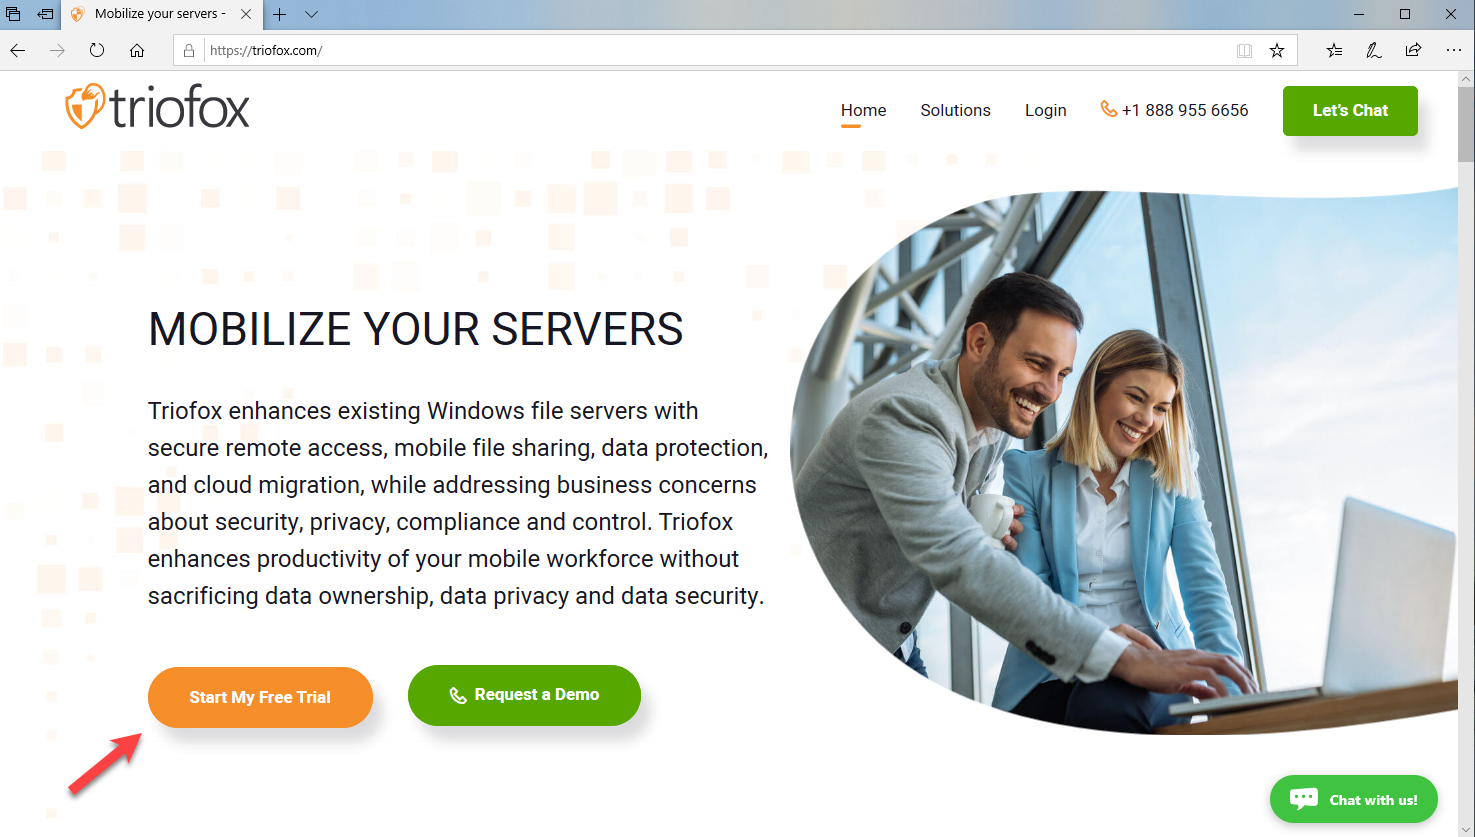 Mobilize your servers -
https://triofox.com/
triofox
Home
Solutions
Login
+1 888 955 6656
Let's Chat
MOBILIZE YOUR SERVERS
Triofox enhances existing Windows file servers with
secure remote access, mobile file sharing, data protection,
and cloud migration, while addressing business concerns
about security, privacy, compliance and control. Triofox
enhances productivity of your mobile workforce without
sacrificing data ownership, data privacy and data security.
Start My Free Trial
Request a Demo
Chat with us!